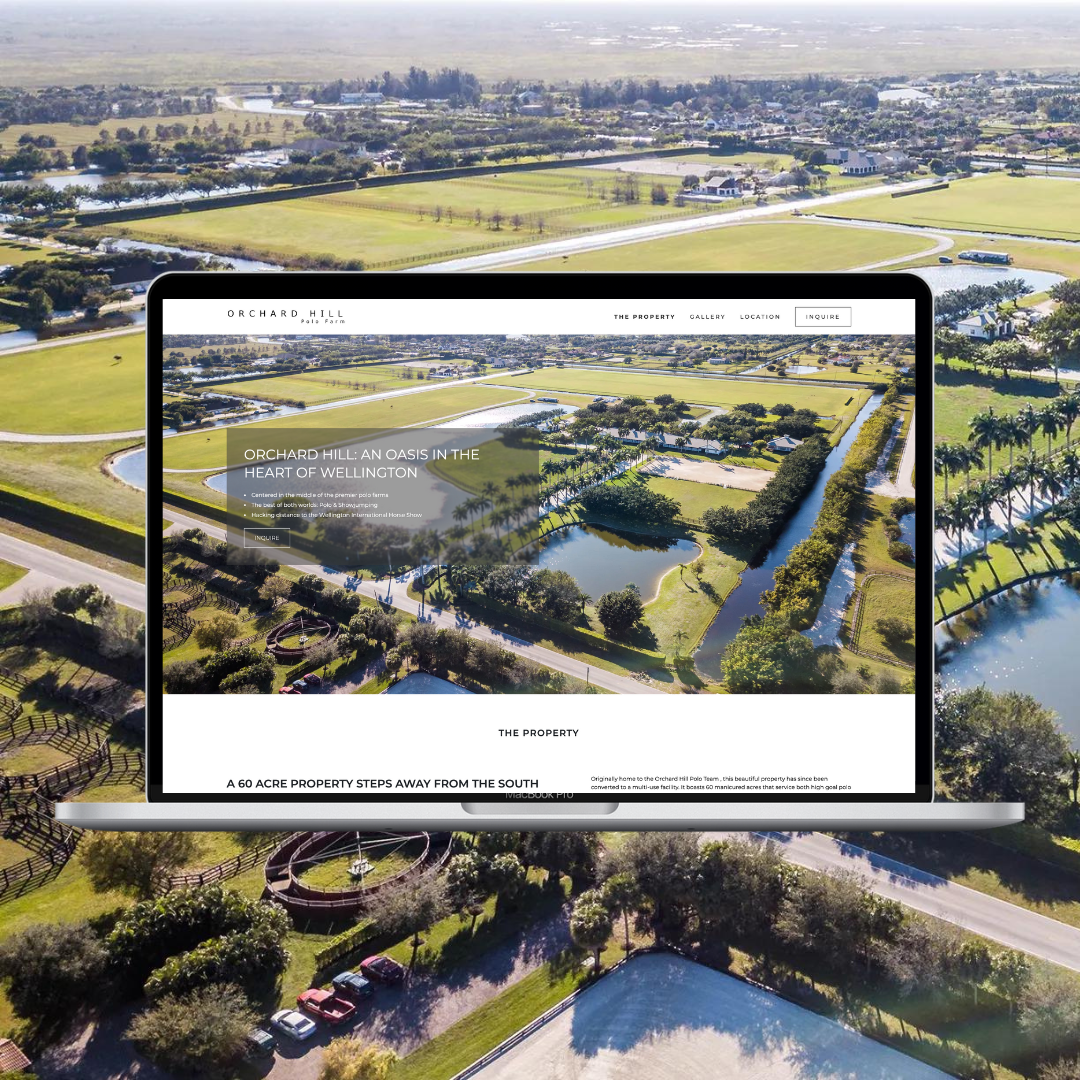 ORCHARD HILL
Polo Farm
THE PROPERTY
GALLERY
LOCATION
INQUIRE
ORCHARD HILL: AN OASIS IN THE
HEART OF WELLINGTON
• Centered in the middle of the premier polo farms
• The best of both worlds: Polo & Showjumping
• Hacking distance to the Wellington International Horse Show
INQUIRE
THE PROPERTY
A 60 ACRE PROPERTY STEPS AWAY FROM THE SOUTH
Originally home to the Orchard Hill Polo Team , this beautiful property has since been
converted to a multi-use facility. It boasts 60 manicured acres that service both high goal polo
MacBook Pro